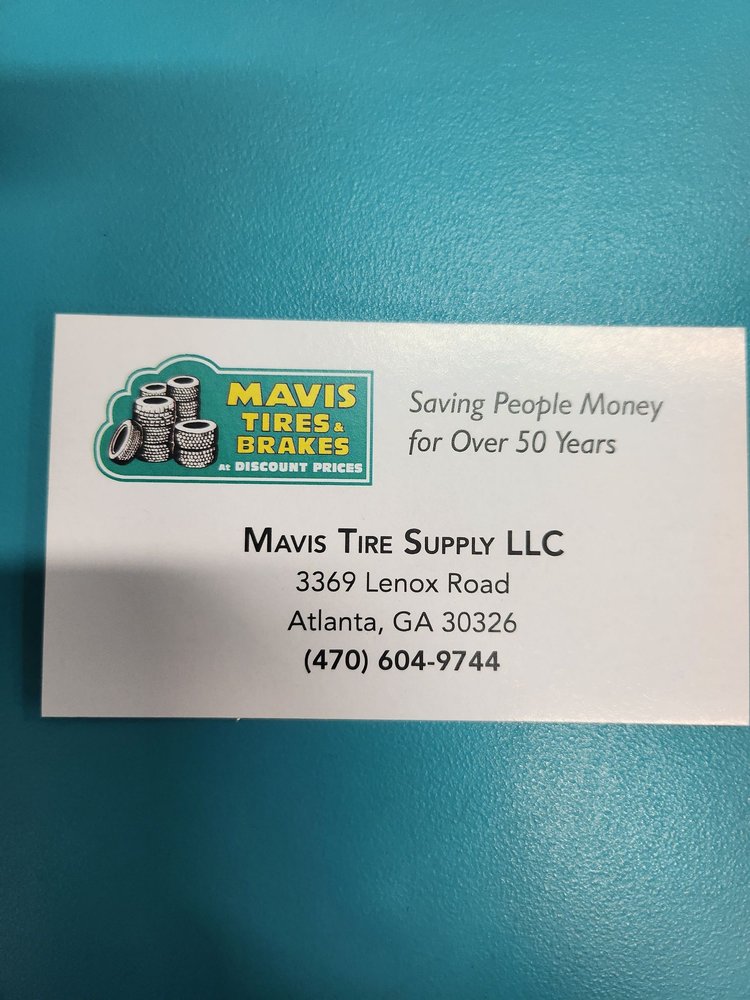 MAVIS
TIRES &
BRAKES
At DISCOUNT PRICES
Saving People Money
for Over 50 Years
MAVIS TIRE SUPPLY LLC
3369 Lenox Road
Atlanta, GA 30326
(470) 604-9744